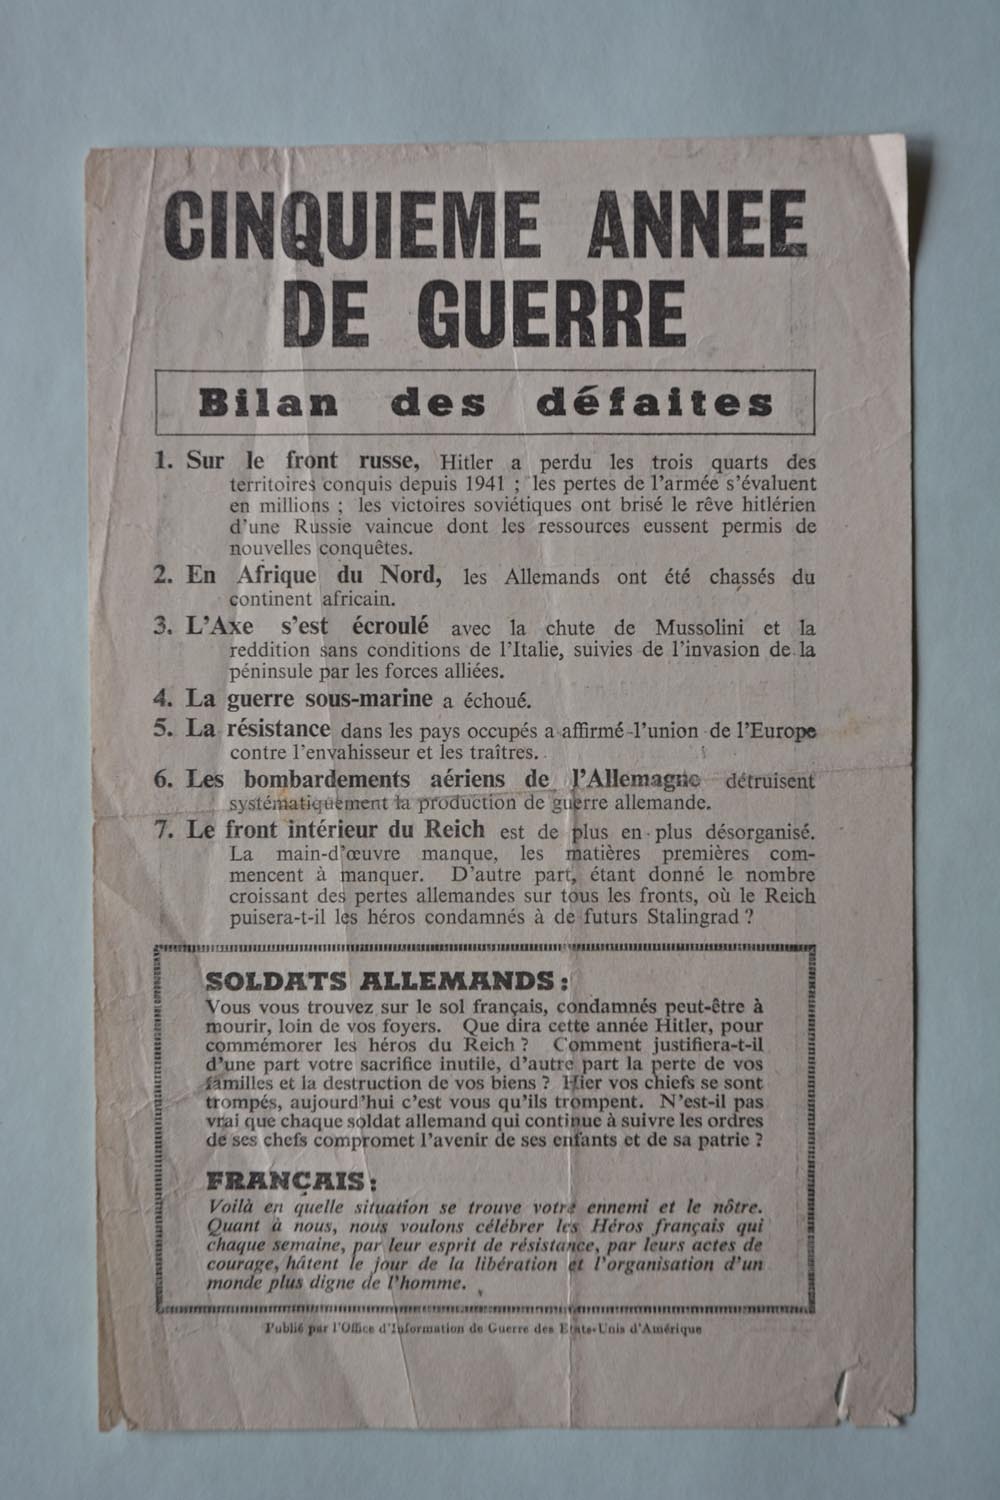 CINQUIEME ANNEE
DE GUERRE
Bilan des défaites
1. Sur le front russe, Hitler a perdu les trois quarts des
territoires conquis depuis 1941 ; les pertes de l'armée s'évaluent
en millions ; les victoires soviétiques ont brisé le rêve hitlérien
d'une Russie vaincue dont les ressources eussent permis de
nouvelles conquêtes.
2. En Afrique du Nord, les Allemands ont été chassés du
continent africain.
3. L'Axe s'est écroulé avec la chute de Mussolini et la
reddition sans conditions de l'Italie, suivies de l'invasion de la
péninsule par les forces alliées.
4. La guerre sous-marine a échoué.
5. La résistance dans les pays occupés a affirmé l'union de l'Europe
contre l'envahisseur et les traîtres.
6. Les bombardements aériens de l'Allemagne détruisent
systématiquement la production de guerre allemande.
7. Le front intérieur du Reich est de plus en plus désorganisé.
La main-d'œuvre manque, les matières premières com-
mencent à manquer. D'autre part, étant donné le nombre
croissant des pertes allemandes sur tous les fronts, où le Reich
puisera-t-il les héros condamnés à de futurs Stalingrad ?
SOLDATS ALLEMANDS :
Vous vous trouvez sur le sol français, condamnés peut-être à
mourir, loin de vos foyers. Que dira cette année Hitler, pour
commémorer les héros du Reich ? Comment justifiera-t-il
d'une part votre sacrifice inutile, d'autre part la perte de vos
familles et la destruction de vos biens ? Hier vos chefs se sont
trompés, aujourd'hui c'est vous qu'ils trompent. N'est-il pas
vrai que chaque soldat allemand qui continue à suivre les ordres
de ses chefs compromet l'avenir de ses enfants et de sa patrie ?
FRANÇAIS :
Voilà en quelle situation se trouve votre ennemi et le nôtre.
Quant à nous, nous voulons célébrer les Héros français qui
chaque semaine, par leur esprit de résistance, par leurs actes de
courage, hâtent le jour de la libération et l'organisation d'un
monde plus digne de l'homme.
Publié par l'Office d'Information de Guerre des Etats-Unis d'Amérique